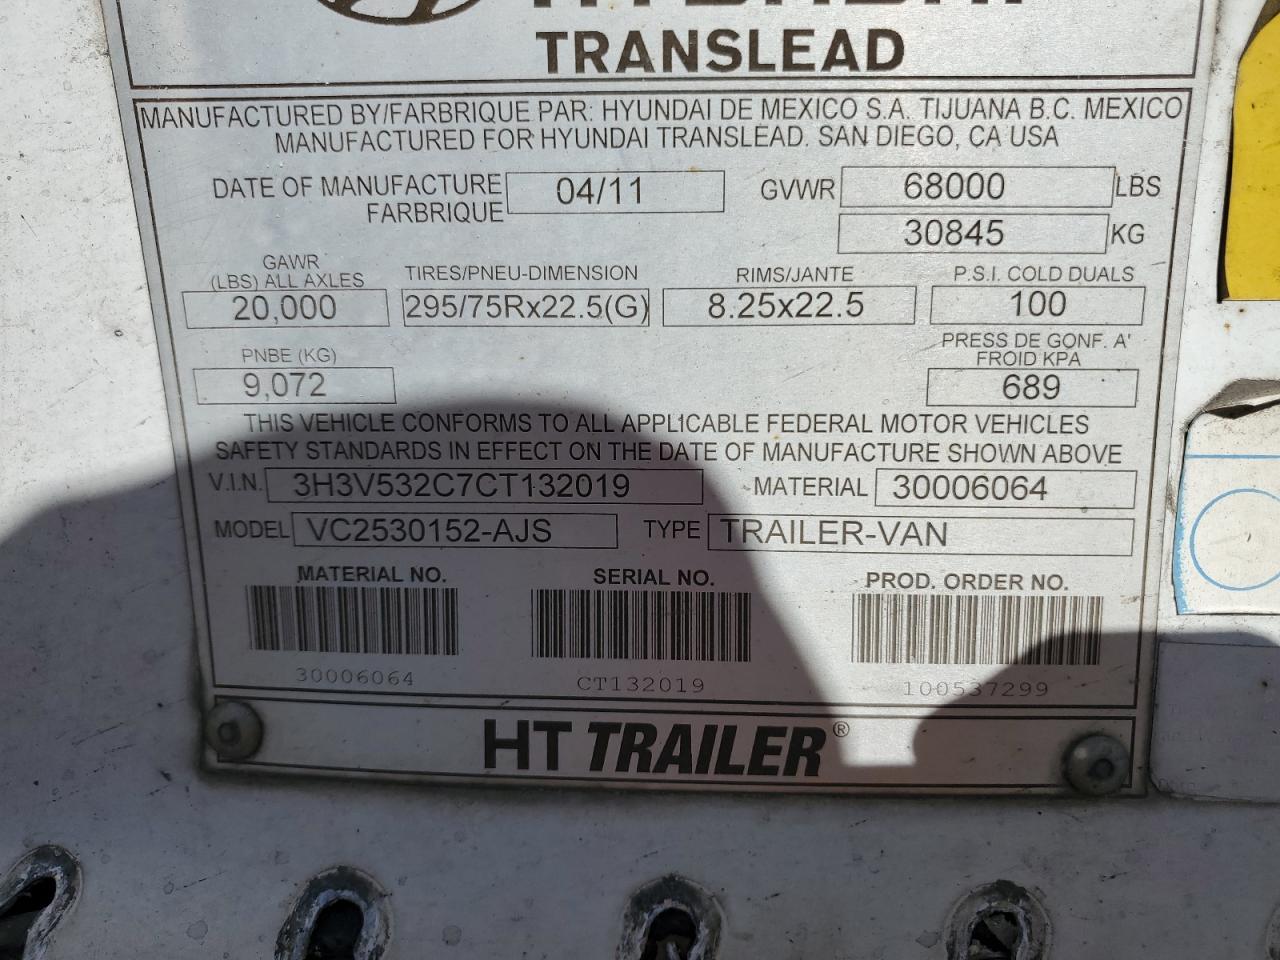 HYUNDAI
TRANSLEAD
MANUFACTURED BY/FARBRIQUE PAR: HYUNDAI DE MEXICO S.A. TIJUANA B.C. MEXICO
MANUFACTURED FOR HYUNDAI TRANSLEAD. SAN DIEGO, CA USA
DATE OF MANUFACTURE 04/11 GVWR 68000 LBS
FARBRIQUE 30845 KG
GAWR
(LBS) ALL AXLES TIRES/PNEU-DIMENSION RIMS/JANTE P.S.I. COLD DUALS
20,000 295/75Rx22.5(G) 8.25x22.5 100
PNBE (KG) PRESS DE GONF. A'
FROID KPA
9,072 689
THIS VEHICLE CONFORMS TO ALL APPL1CABLE FEDERAL MOTOR VEHICLES
SAFETY STANDARDS IN EFFECT ON THE DATE OF MANUFACTURE SHOWN ABOVE
V.I.N. 3H3V532C7CT132019 MATERIAL 30006064
MODEL VC2530152-AJS TYPE TRAILER-VAN
MATERIAL NO. SERIAL NO. PROD. ORDER NO.
30006064 CT132019 100537299
HT TRAILER®